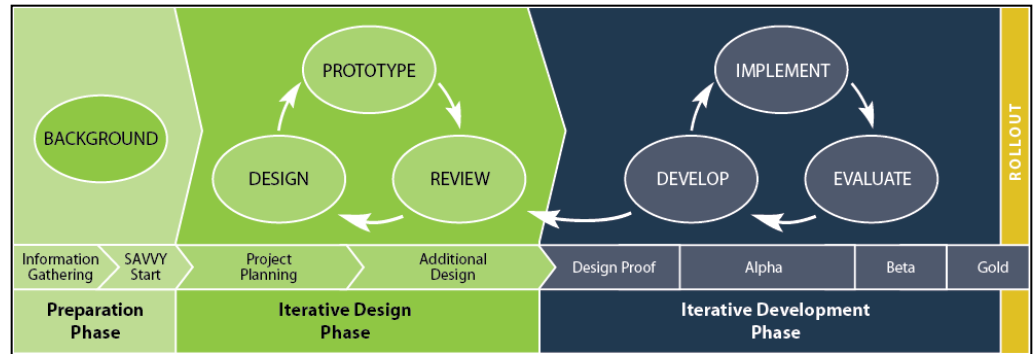 PROTOTYPE
IMPLEMENT
BACKGROUND
DESIGN
REVIEW
DEVELOP
EVALUATE
ROLLOUT
Information
Gathering
SAVVY
Start
Project
Planning
Additional
Design
Design Proof
Alpha
Beta
Gold
Preparation
Phase
Iterative Design
Phase
Iterative Development
Phase